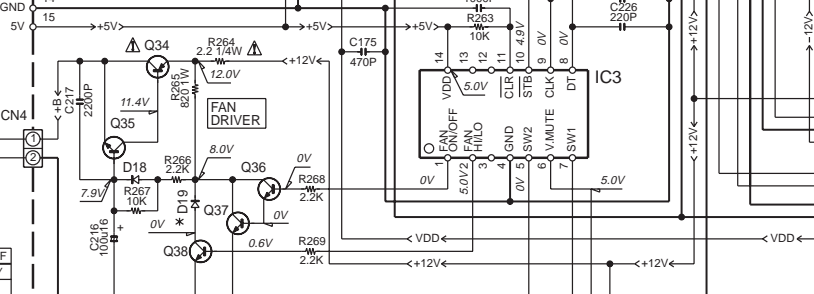 GND
15
5V
+5V
+5V
+5V
R263
10K
C226
220P
+12V
-12V
Q34
R264
2.2 1/4W
+12V
12.0V
C175
470P
14 13 12 11 10 9 8
4.9V
0V
0V
IC3
VDD
5.0V
CLR
STB
CLK
DT
+B
C217
2200P
R265
820 1W
11.4V
FAN
DRIVER
CN4
1
2
Q35
FAN
ON/OFF
FAN
HI/LO
GND
SW2
V.MUTE
SW1
1 2 3 4 5 6 7
+12V
D18
R266
2.2K
8.0V
Q36
0V
R268
2.2K
0V
5.0V
0V
5.0V
7.9V
R267
10K
D19
*
Q37
0V
C216
100u16
+
0V
Q38
0.6V
R269
2.2K
VDD
VDD
+12V
+12V
F